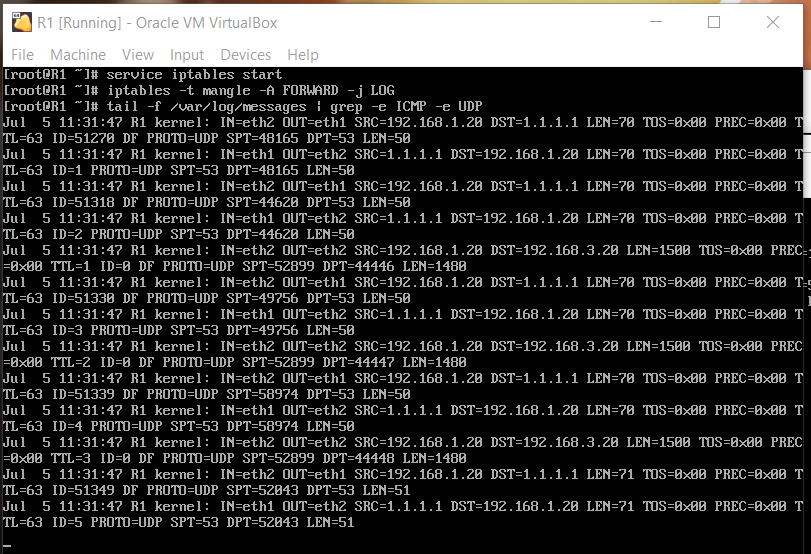 R1 [Running] - Oracle VM VirtualBox
File Machine View Input Devices Help
[root@R1 ~]# service iptables start
[root@R1 ~]# iptables -t mangle -A FORWARD -j LOG
[root@R1 ~]# tail -f /var/log/messages | grep -e ICMP -e UDP
Jul  5 11:31:47 R1 kernel: IN=eth2 OUT=eth1 SRC=192.168.1.20 DST=1.1.1.1 LEN=70 TOS=0x00 PREC=0x00 T
TL=63 ID=51270 DF PROTO=UDP SPT=48165 DPT=53 LEN=50
Jul  5 11:31:47 R1 kernel: IN=eth1 OUT=eth2 SRC=1.1.1.1 DST=192.168.1.20 LEN=70 TOS=0x00 PREC=0x00 T
TL=63 ID=1 PROTO=UDP SPT=53 DPT=48165 LEN=50
Jul  5 11:31:47 R1 kernel: IN=eth2 OUT=eth1 SRC=192.168.1.20 DST=1.1.1.1 LEN=70 TOS=0x00 PREC=0x00 T
TL=63 ID=51318 DF PROTO=UDP SPT=44620 DPT=53 LEN=50
Jul  5 11:31:47 R1 kernel: IN=eth1 OUT=eth2 SRC=1.1.1.1 DST=192.168.1.20 LEN=70 TOS=0x00 PREC=0x00 T
TL=63 ID=2 PROTO=UDP SPT=53 DPT=44620 LEN=50
Jul  5 11:31:47 R1 kernel: IN=eth2 OUT=eth2 SRC=192.168.1.20 DST=192.168.3.20 LEN=1500 TOS=0x00 PREC
=0x00 TTL=1 ID=0 DF PROTO=UDP SPT=52899 DPT=44446 LEN=1480
Jul  5 11:31:47 R1 kernel: IN=eth2 OUT=eth1 SRC=192.168.1.20 DST=1.1.1.1 LEN=70 TOS=0x00 PREC=0x00 T
TL=63 ID=51330 DF PROTO=UDP SPT=49756 DPT=53 LEN=50
Jul  5 11:31:47 R1 kernel: IN=eth1 OUT=eth2 SRC=1.1.1.1 DST=192.168.1.20 LEN=70 TOS=0x00 PREC=0x00 T
TL=63 ID=3 PROTO=UDP SPT=53 DPT=49756 LEN=50
Jul  5 11:31:47 R1 kernel: IN=eth2 OUT=eth2 SRC=192.168.1.20 DST=192.168.3.20 LEN=1500 TOS=0x00 PREC
=0x00 TTL=2 ID=0 DF PROTO=UDP SPT=52899 DPT=44447 LEN=1480
Jul  5 11:31:47 R1 kernel: IN=eth2 OUT=eth1 SRC=192.168.1.20 DST=1.1.1.1 LEN=70 TOS=0x00 PREC=0x00 T
TL=63 ID=51339 DF PROTO=UDP SPT=58974 DPT=53 LEN=50
Jul  5 11:31:47 R1 kernel: IN=eth1 OUT=eth2 SRC=1.1.1.1 DST=192.168.1.20 LEN=70 TOS=0x00 PREC=0x00 T
TL=63 ID=4 PROTO=UDP SPT=53 DPT=58974 LEN=50
Jul  5 11:31:47 R1 kernel: IN=eth2 OUT=eth2 SRC=192.168.1.20 DST=192.168.3.20 LEN=1500 TOS=0x00 PREC
=0x00 TTL=3 ID=0 DF PROTO=UDP SPT=52899 DPT=44448 LEN=1480
Jul  5 11:31:47 R1 kernel: IN=eth2 OUT=eth1 SRC=192.168.1.20 DST=1.1.1.1 LEN=71 TOS=0x00 PREC=0x00 T
TL=63 ID=51349 DF PROTO=UDP SPT=52043 DPT=53 LEN=51
Jul  5 11:31:47 R1 kernel: IN=eth1 OUT=eth2 SRC=1.1.1.1 DST=192.168.1.20 LEN=71 TOS=0x00 PREC=0x00 T
TL=63 ID=5 PROTO=UDP SPT=53 DPT=52043 LEN=51